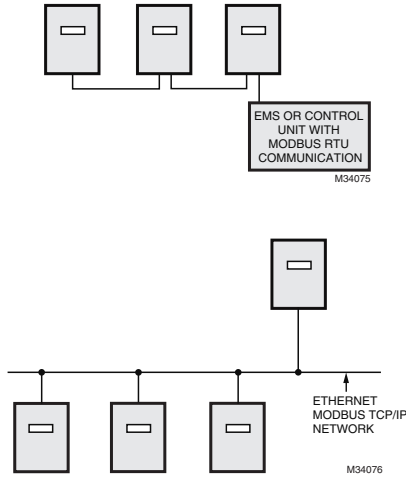 EMS OR CONTROL
UNIT WITH
MODBUS RTU
COMMUNICATION
M34075
ETHERNET
MODBUS TCP/IP
NETWORK
M34076